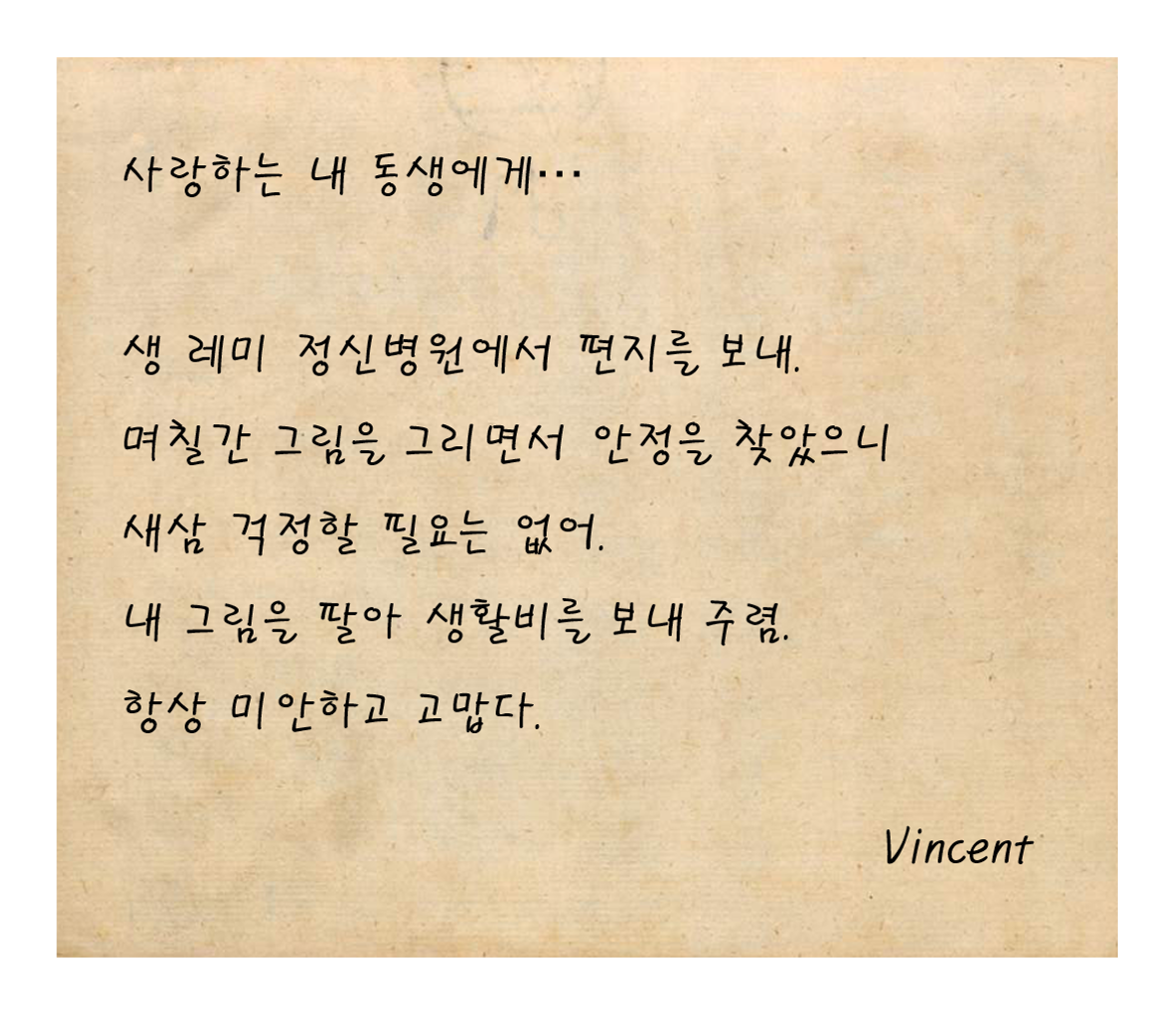 사랑하는 내 동생에게…
생 레미 정신병원에서 편지를 보내.
며칠간 그림을 그리면서 안정을 찾았으니
새삼 걱정할 필요는 없어.
내 그림을 팔아 생활비를 보내 주렴.
항상 미안하고 고맙다.
Vincent